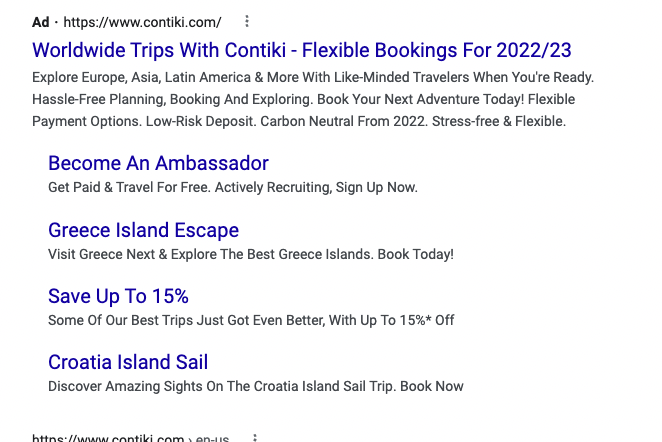 Ad · https://www.contiki.com/
Worldwide Trips With Contiki - Flexible Bookings For 2022/23
Explore Europe, Asia, Latin America & More With Like-Minded Travelers When You're Ready.
Hassle-Free Planning, Booking And Exploring. Book Your Next Adventure Today! Flexible
Payment Options. Low-Risk Deposit. Carbon Neutral From 2022. Stress-free & Flexible.
Become An Ambassador
Get Paid & Travel For Free. Actively Recruiting, Sign Up Now.
Greece Island Escape
Visit Greece Next & Explore The Best Greece Islands. Book Today!
Save Up To 15%
Some Of Our Best Trips Just Got Even Better, With Up To 15%* Off
Croatia Island Sail
Discover Amazing Sights On The Croatia Island Sail Trip. Book Now
https://www.contiki.com › en-us